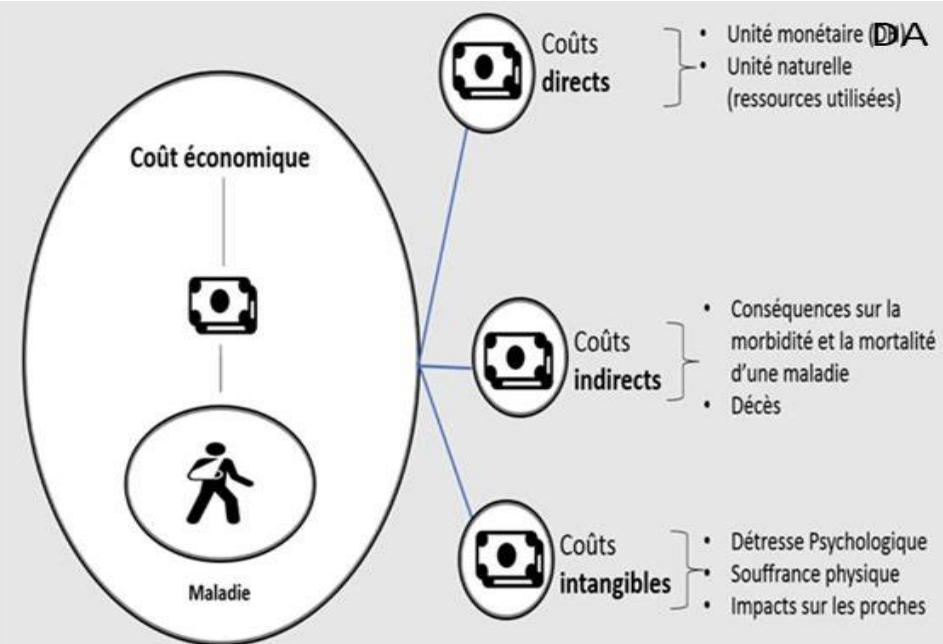 Coût économique
Maladie
Coûts
directs
• Unité monétaire (DA
• Unité naturelle
(ressources utilisées)
Coûts
indirects
• Conséquences sur la
morbidité et la mortalité
d'une maladie
• Décès
Coûts
intangibles
• Détresse Psychologique
• Souffrance physique
• Impacts sur les proches